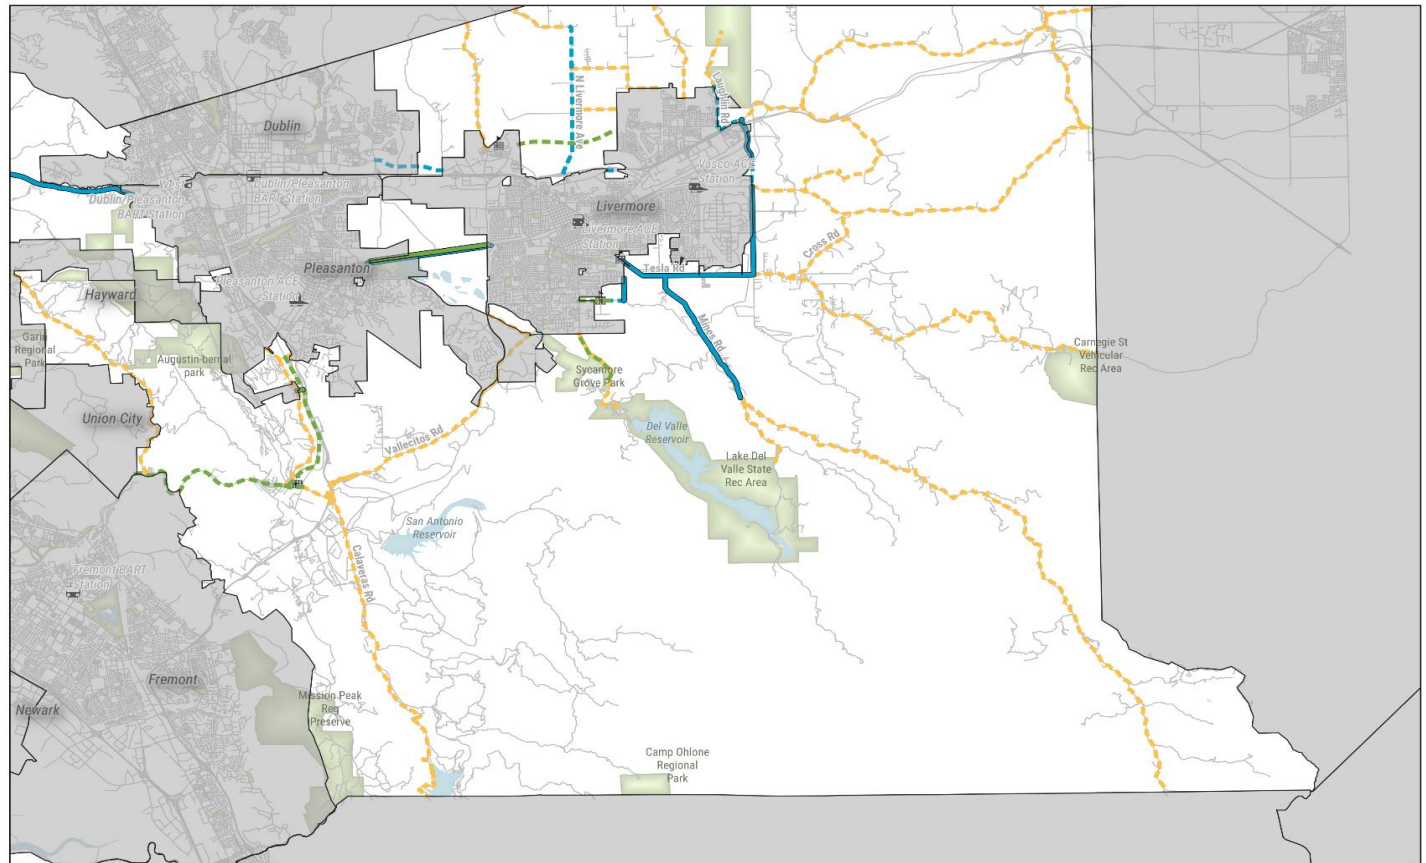 Dublin
N Livermore Ave
Laughlin Rd
Vasco ACE
Station
West
Dublin/Pleasanton
BART Station
Dublin/Pleasanton
BART Station
Livermore
Livermore ACE
Station
Cross Rd
Pleasanton
Tesla Rd
Pleasanton ACE
Station
Hayward
Garin
Regional
Park
Augustin bernal
park
Mines Rd
Carnegie St
Vehicular
Rec Area
Sycamore
Grove Park
Union City
Vallecitos Rd
Del Valle
Reservoir
Lake Del
Valle State
Rec Area
San Antonio
Reservoir
Calaveras Rd
Fremont BART
Station
Fremont
Newark
Mission Peak
Reg
Preserve
Camp Ohlone
Regional
Park